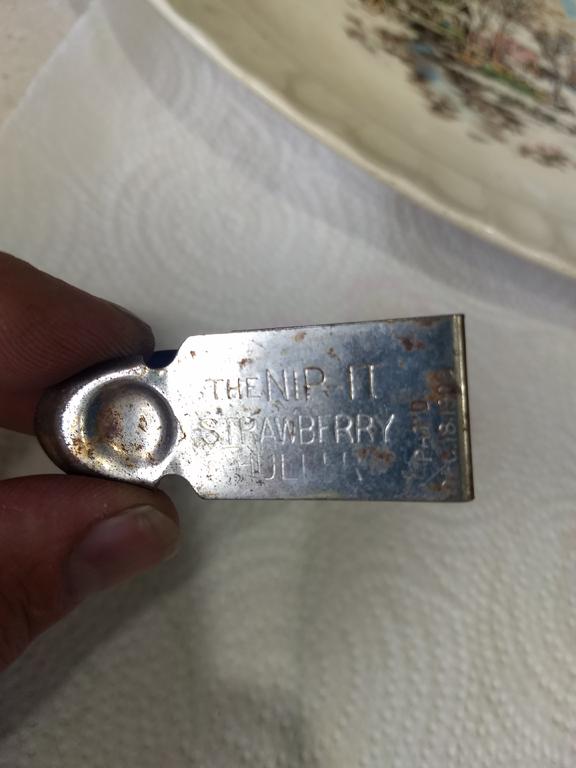 THE NIP-IT
STRAWBERRY
HULLER
PAT'D